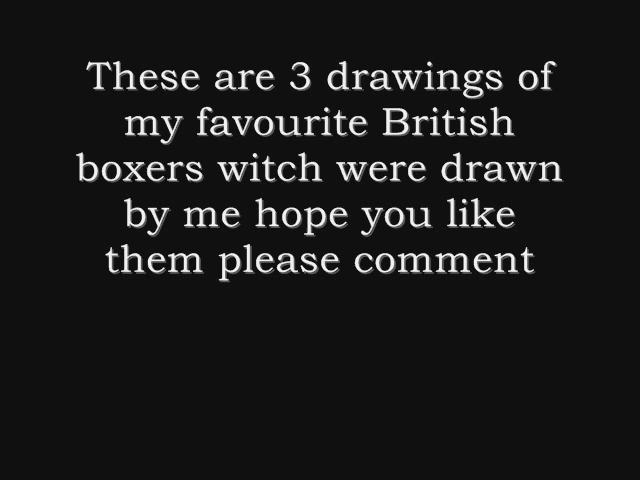 These are 3 drawings of
my favourite British
boxers witch were drawn
by me hope you like
them please comment